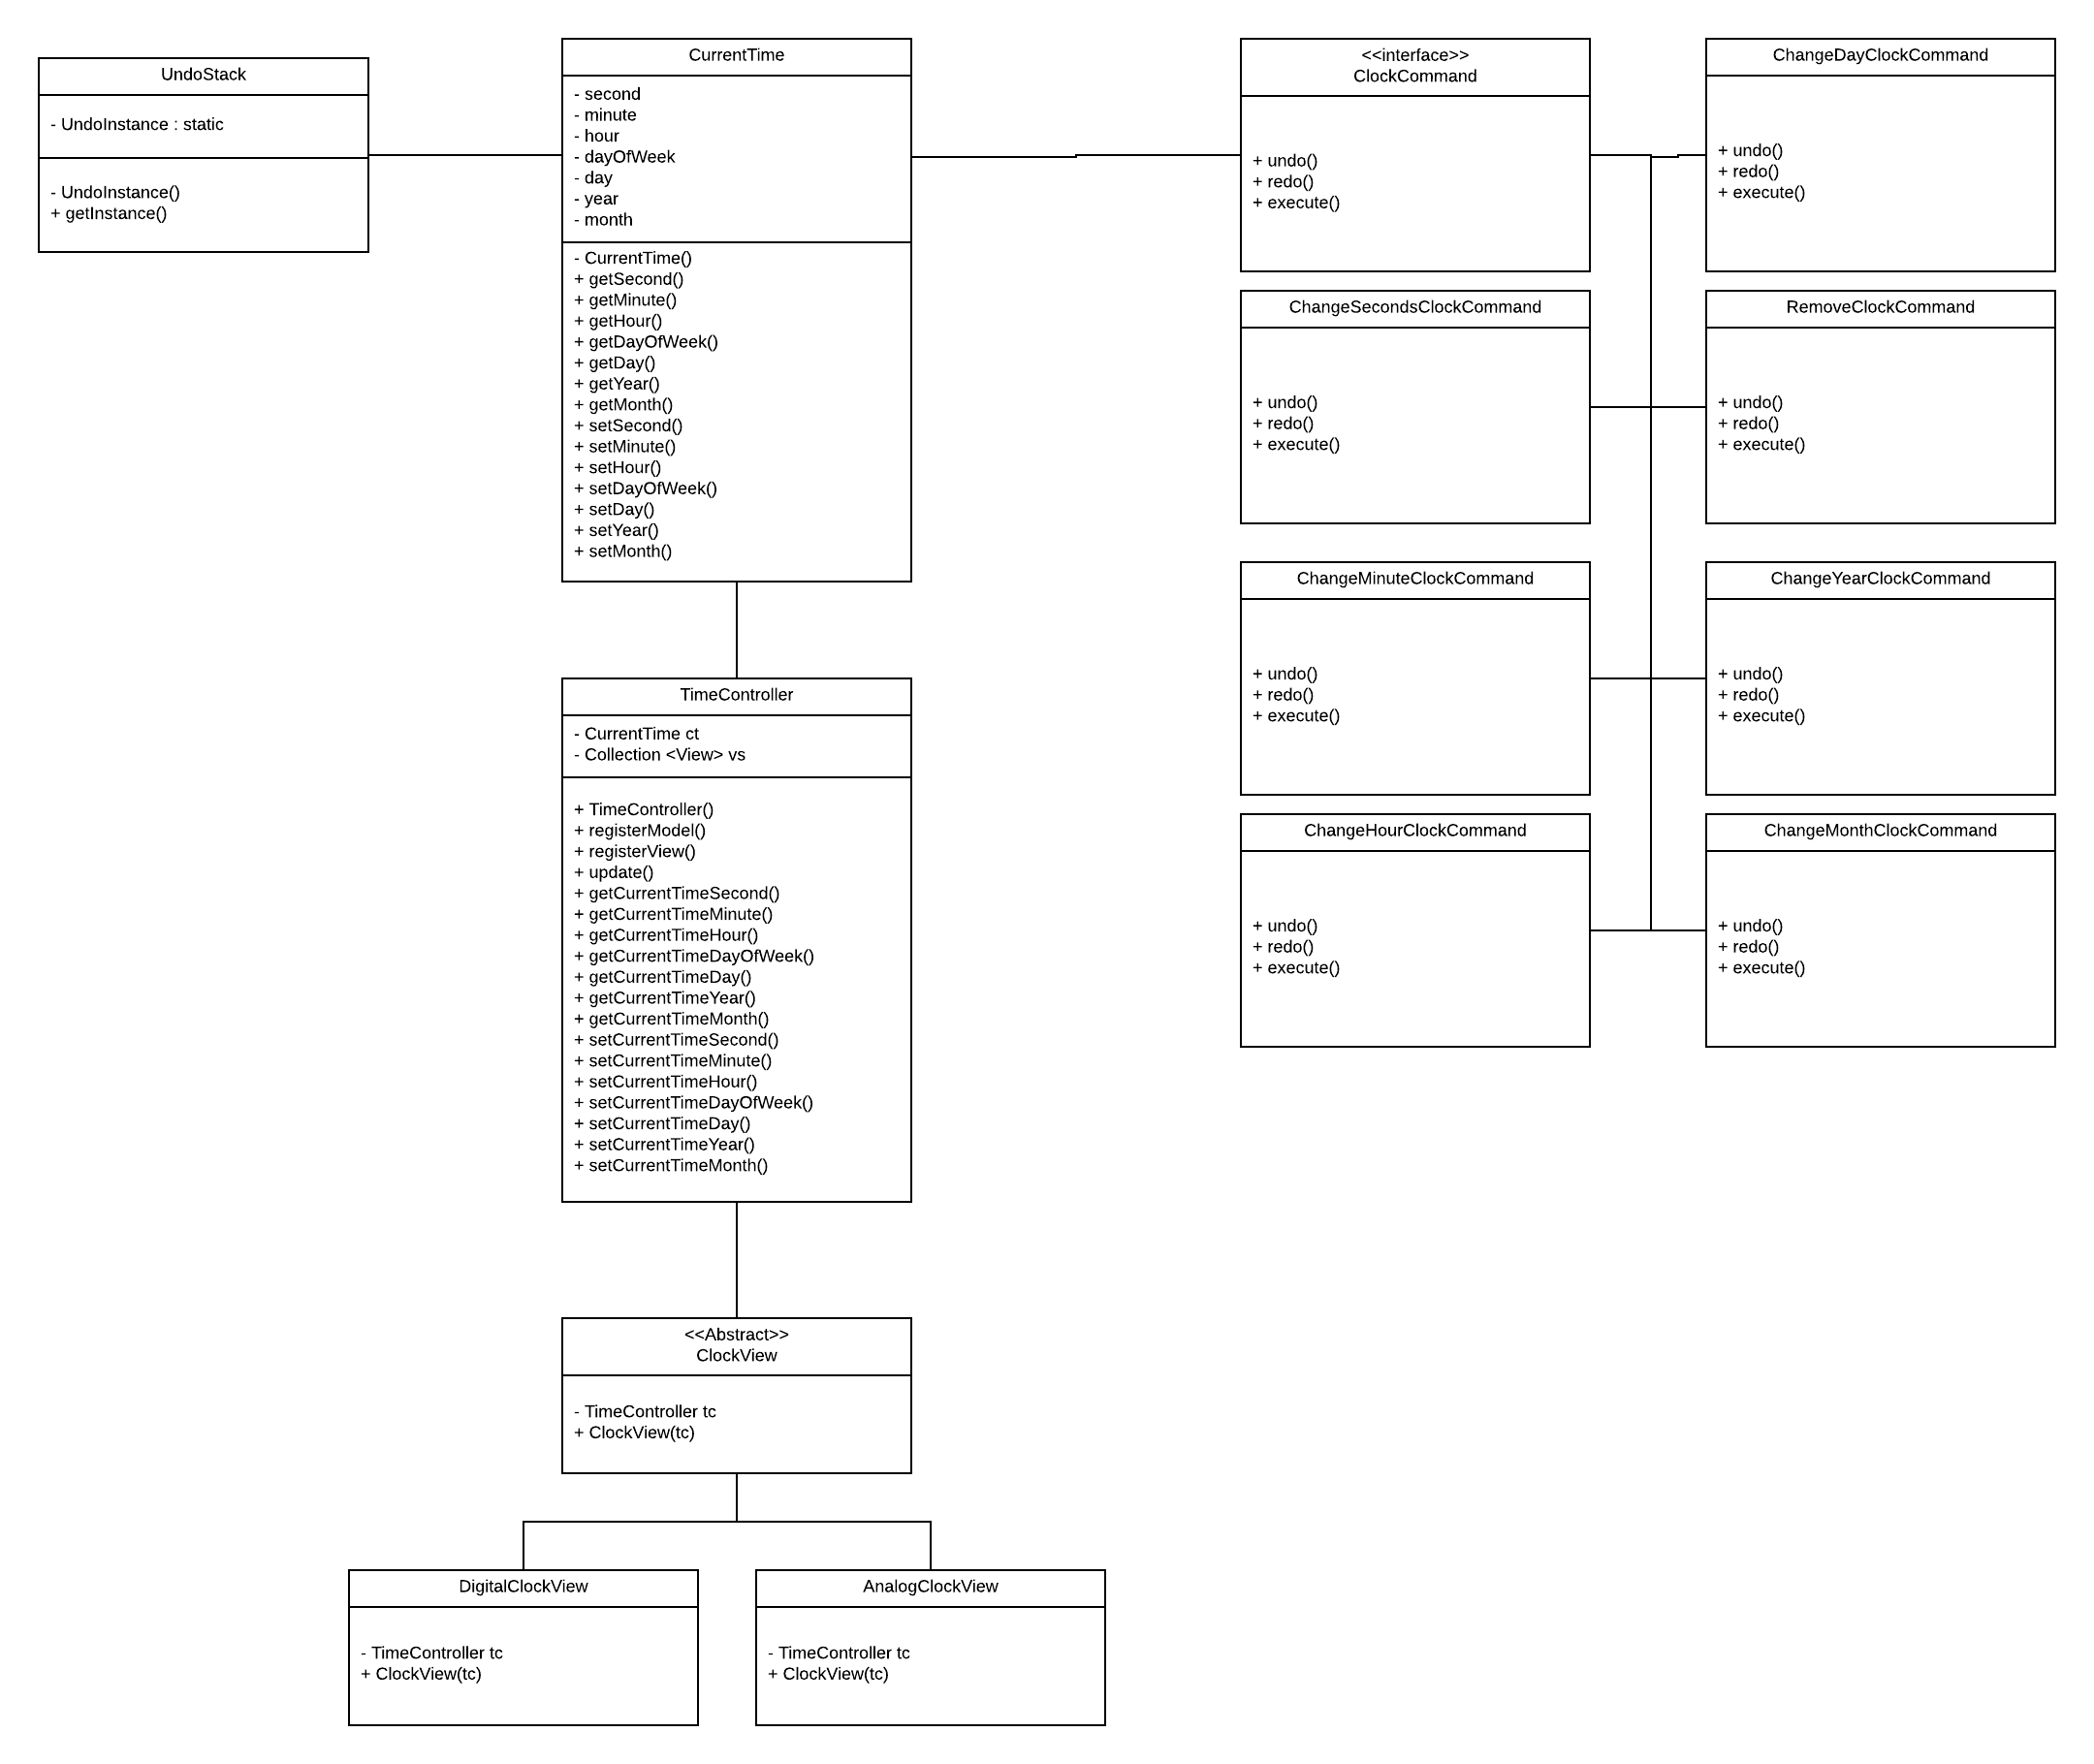 UndoStack
- UndoInstance : static
- UndoInstance()
+ getInstance()
CurrentTime
- second
- minute
- hour
- dayOfWeek
- day
- year
- month
- CurrentTime()
+ getSecond()
+ getMinute()
+ getHour()
+ getDayOfWeek()
+ getDay()
+ getYear()
+ getMonth()
+ setSecond()
+ setMinute()
+ setHour()
+ setDayOfWeek()
+ setDay()
+ setYear()
+ setMonth()
<<interface>>
ClockCommand
+ undo()
+ redo()
+ execute()
ChangeDayClockCommand
+ undo()
+ redo()
+ execute()
ChangeSecondsClockCommand
+ undo()
+ redo()
+ execute()
RemoveClockCommand
+ undo()
+ redo()
+ execute()
ChangeMinuteClockCommand
+ undo()
+ redo()
+ execute()
ChangeYearClockCommand
+ undo()
+ redo()
+ execute()
ChangeHourClockCommand
+ undo()
+ redo()
+ execute()
ChangeMonthClockCommand
+ undo()
+ redo()
+ execute()
TimeController
- CurrentTime ct
- Collection <View> vs
+ TimeController()
+ registerModel()
+ registerView()
+ update()
+ getCurrentTimeSecond()
+ getCurrentTimeMinute()
+ getCurrentTimeHour()
+ getCurrentTimeDayOfWeek()
+ getCurrentTimeDay()
+ getCurrentTimeYear()
+ getCurrentTimeMonth()
+ setCurrentTimeSecond()
+ setCurrentTimeMinute()
+ setCurrentTimeHour()
+ setCurrentTimeDayOfWeek()
+ setCurrentTimeDay()
+ setCurrentTimeYear()
+ setCurrentTimeMonth()
<<Abstract>>
ClockView
- TimeController tc
+ ClockView(tc)
DigitalClockView
- TimeController tc
+ ClockView(tc)
AnalogClockView
- TimeController tc
+ ClockView(tc)